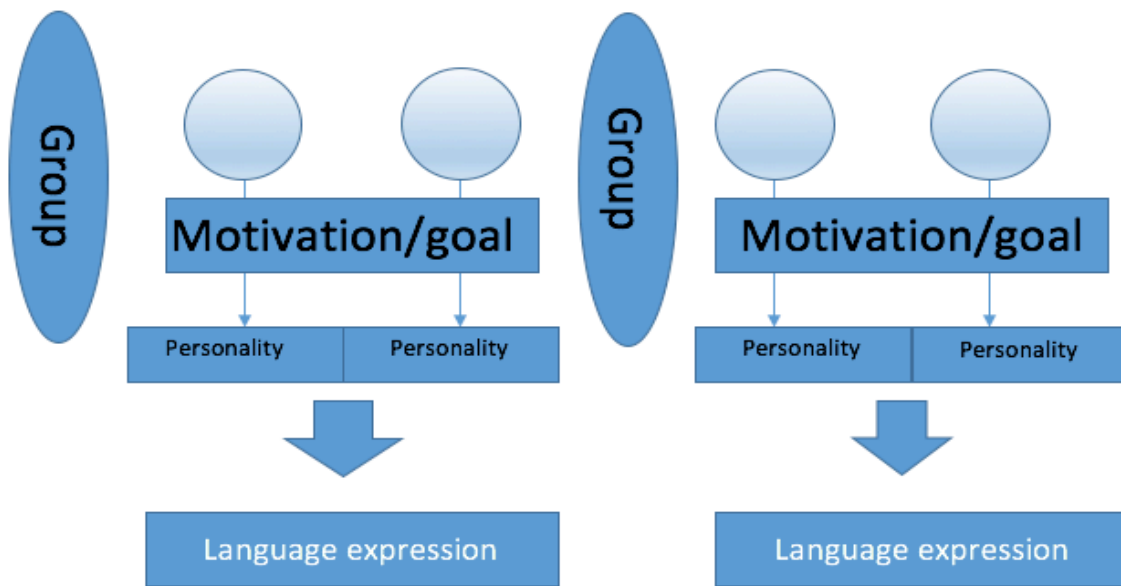 Group
Motivation/goal
Personality
Personality
Language expression
Group
Motivation/goal
Personality
Personality
Language expression